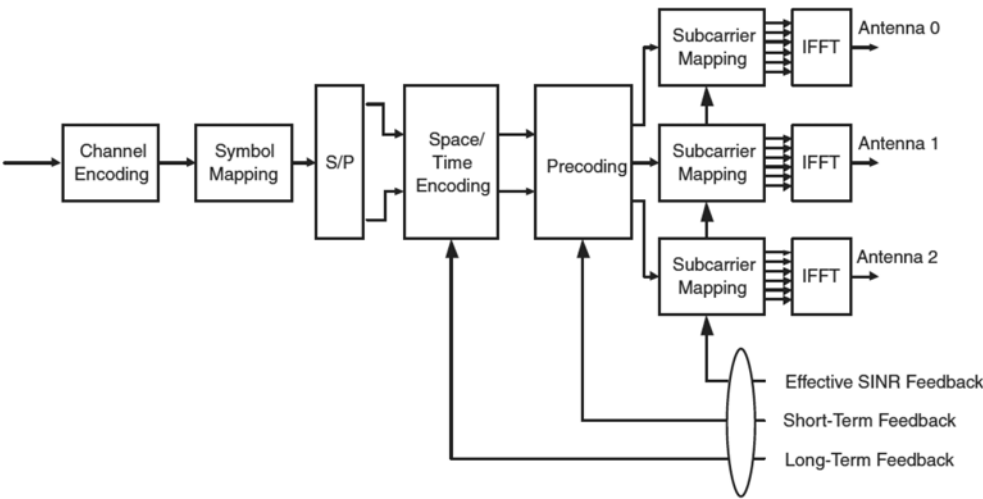 Channel
Encoding
Symbol
Mapping
S/P
Space/
Time
Encoding
Precoding
Subcarrier
Mapping
IFFT
Antenna 0
Subcarrier
Mapping
IFFT
Antenna 1
Subcarrier
Mapping
IFFT
Antenna 2
Effective SINR Feedback
Short-Term Feedback
Long-Term Feedback